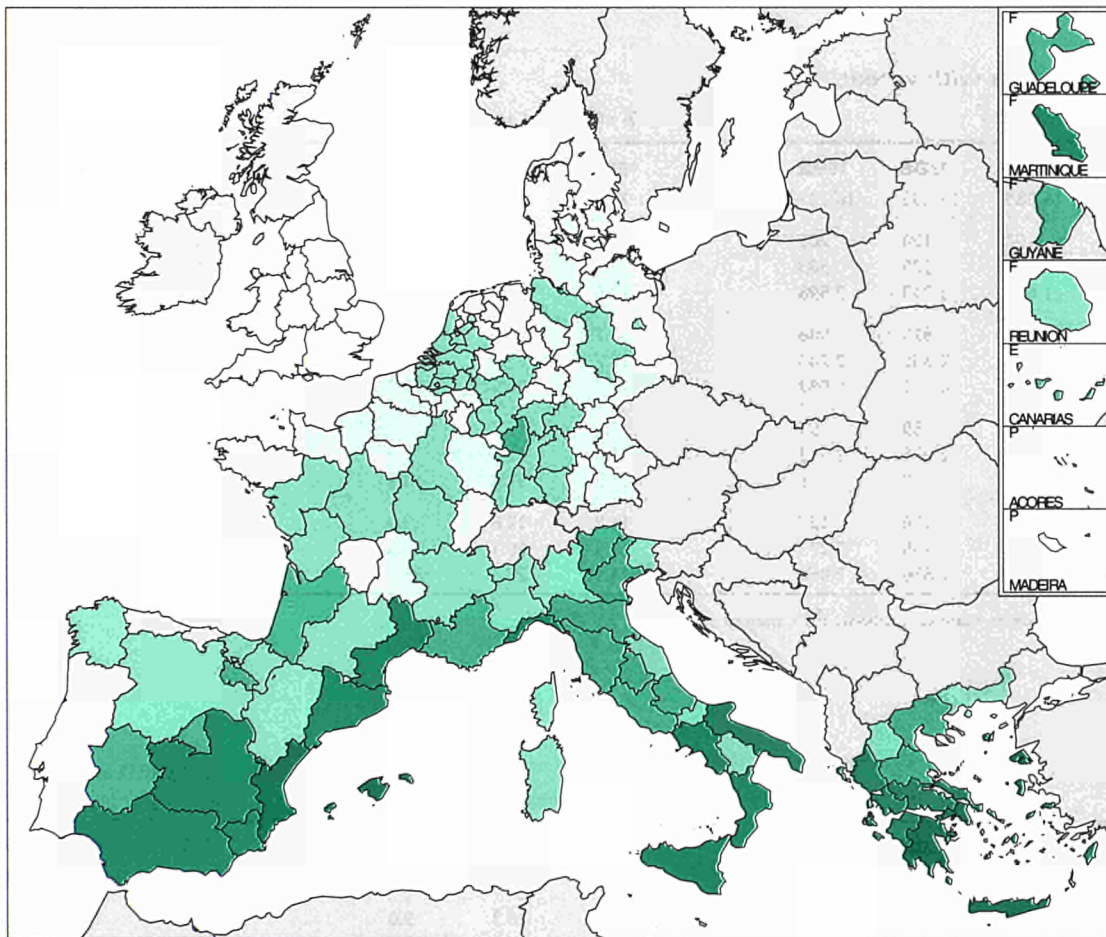 F
GUADELOUPE
F
MARTINIQUE
F
GUYANE
F
REUNION
E
CANARIAS
P
ACORES
P
MADEIRA